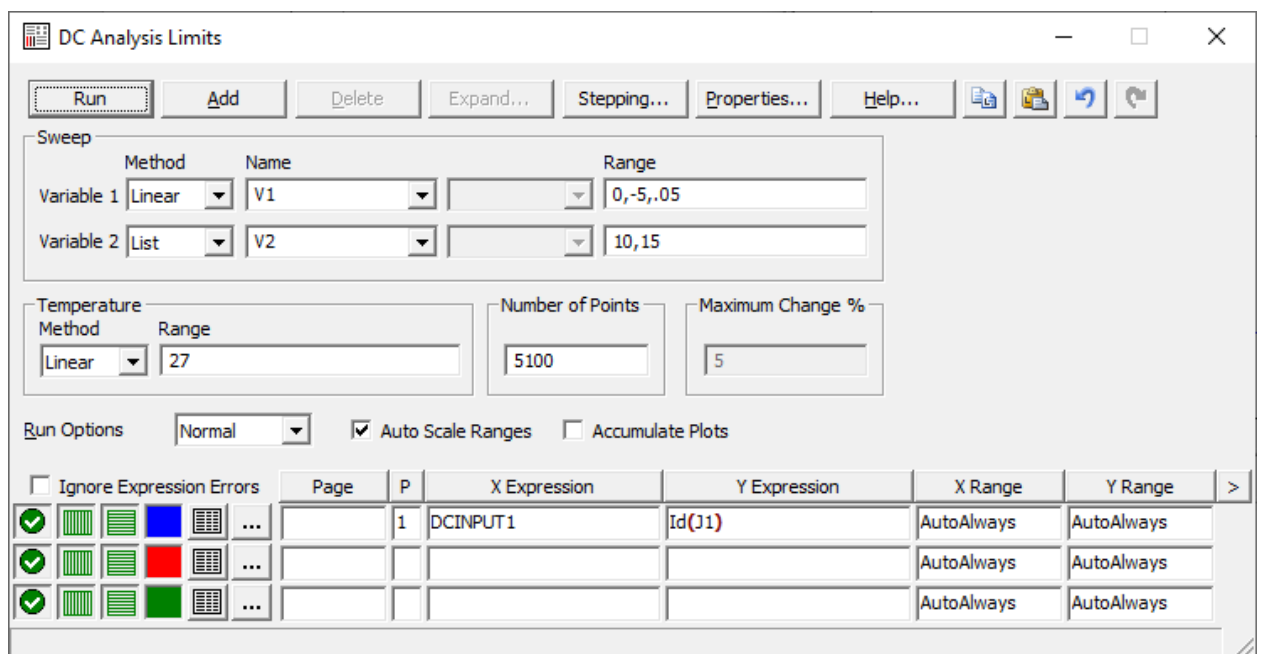 DC Analysis Limits
Run Add Delete Expand... Stepping... Properties... Help...
Sweep
Method Name Range
Variable 1 Linear V1 0,-5,.05
Variable 2 List V2 10,15
Temperature Number of Points Maximum Change %
Method Range
Linear 27 5100 5
Run Options Normal Auto Scale Ranges Accumulate Plots
Ignore Expression Errors Page P X Expression Y Expression X Range Y Range >
... 1 DCINPUT1 Id(J1) AutoAlways AutoAlways
... AutoAlways AutoAlways
... AutoAlways AutoAlways